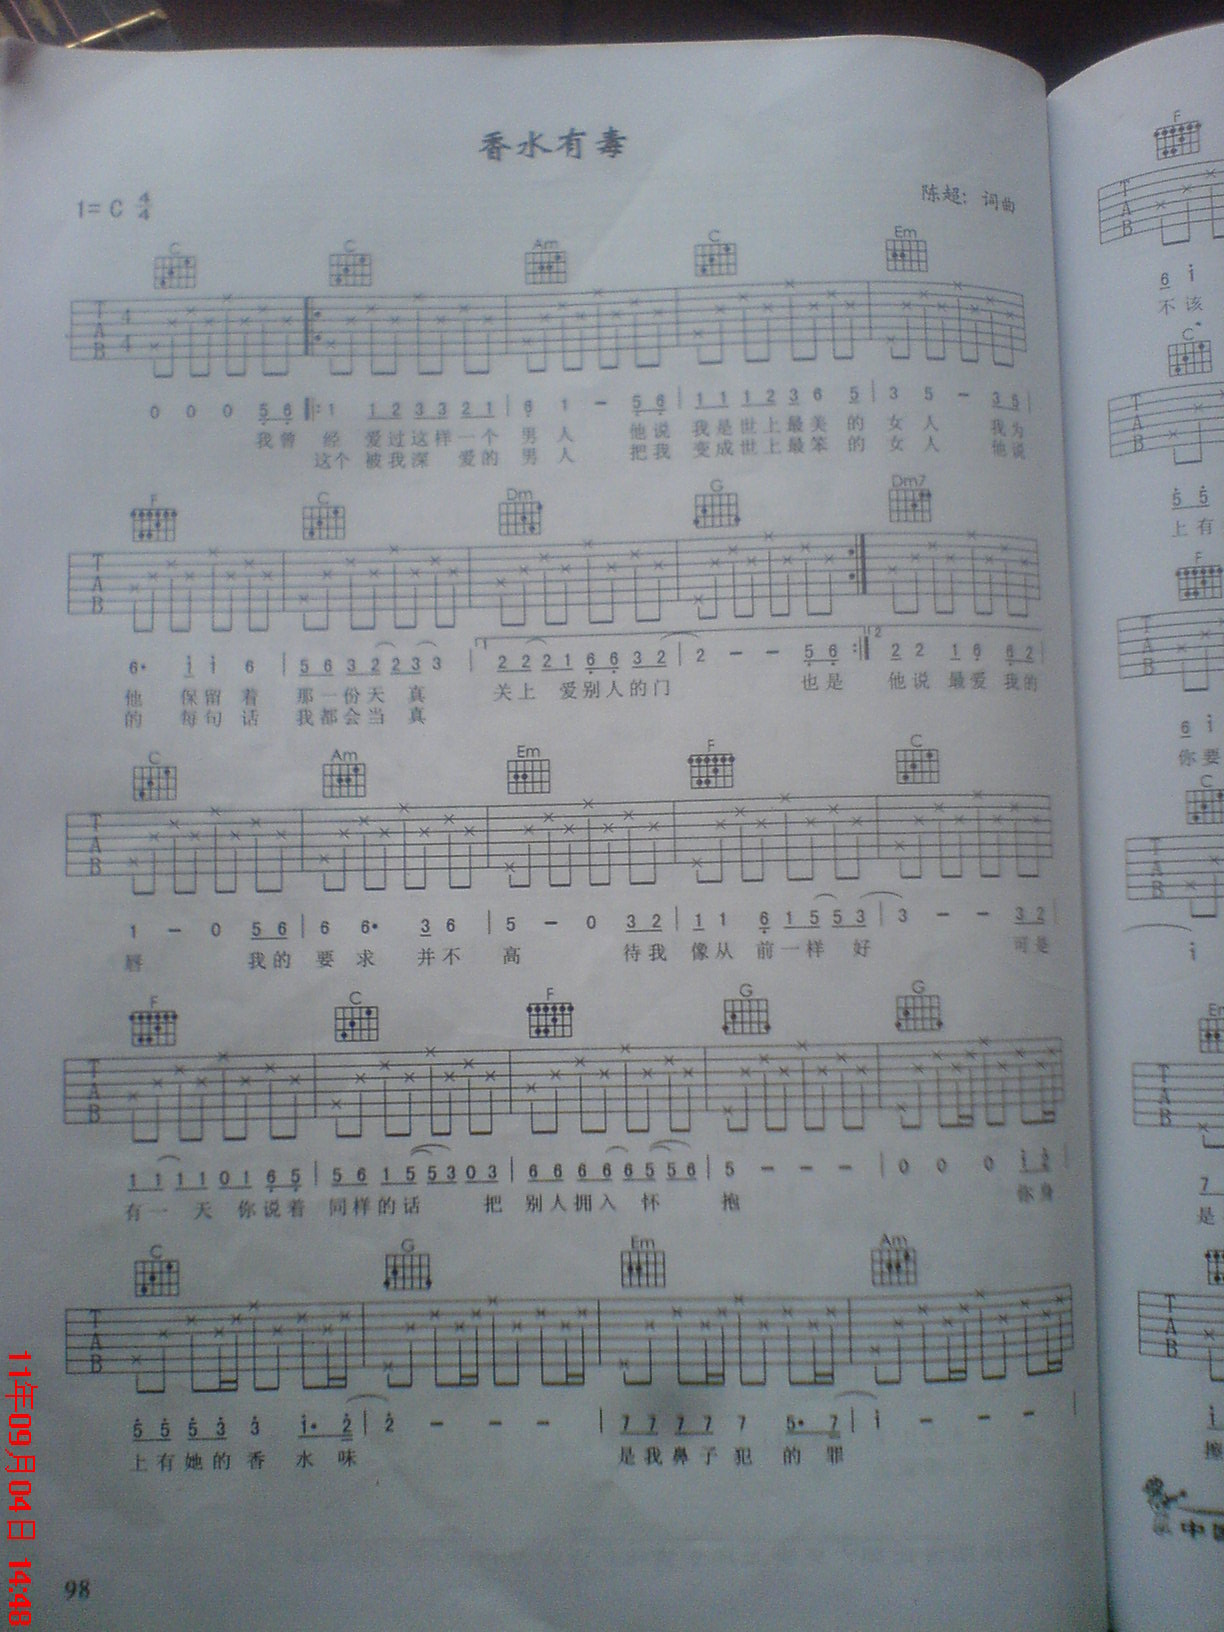 香水有毒
1= C 4/4
陈超: 词曲
C C Am C Em
T A B 4 4
0 0 0 5 6 1 1 2 3 3 2 1 6 1 - 5 6 1 1 1 2 3 6 5 3 5 - 3 5
我曾 经 爱过这样一个 男 人 他说 我是世上最美的 女人 我为
这个 被我深 爱的 男 人 把我 变成世上最笨的 女人 他说
F C Dm G Dm7
T A B
6· i i 6 5 6 3 2 2 3 3 1 2 2 2 1 6 6 3 2 2 - - 5 6 2 2 2 1 6 6 2
他 保留着 那一份天 真 关上 爱别人的门 也是 他说 最爱 我的
的 每句话 我都会当 真
C Am Em F C
T A B
1 - 0 5 6 6 6· 3 6 5 - 0 3 2 1 1 6 1 5 5 3 3 - - 3 2
唇 我的 要求 并不 高 待我 像从 前一样 好 可是
F C F G G
T A B
1 1 1 1 0 1 6 5 5 6 1 5 5 3 0 3 6 6 6 6 6 5 5 6 5 - - - 0 0 0 i 2
有一 天 你说着 同样的话 把 别人拥入 怀 抱 你身
C G Em Am
T A B
5 5 5 3 3 i· 2 2 - - - 7 7 7 7 7 5· 7 i - - -
上有她的香 水 味 是我鼻子犯 的 罪
98
11年09月04日 14:48
F
T A B
6 i
不该
C
5 5
上有
F
T A B
6 i
你要
C
T A B
i
T A B
7
是
T A B
i
中